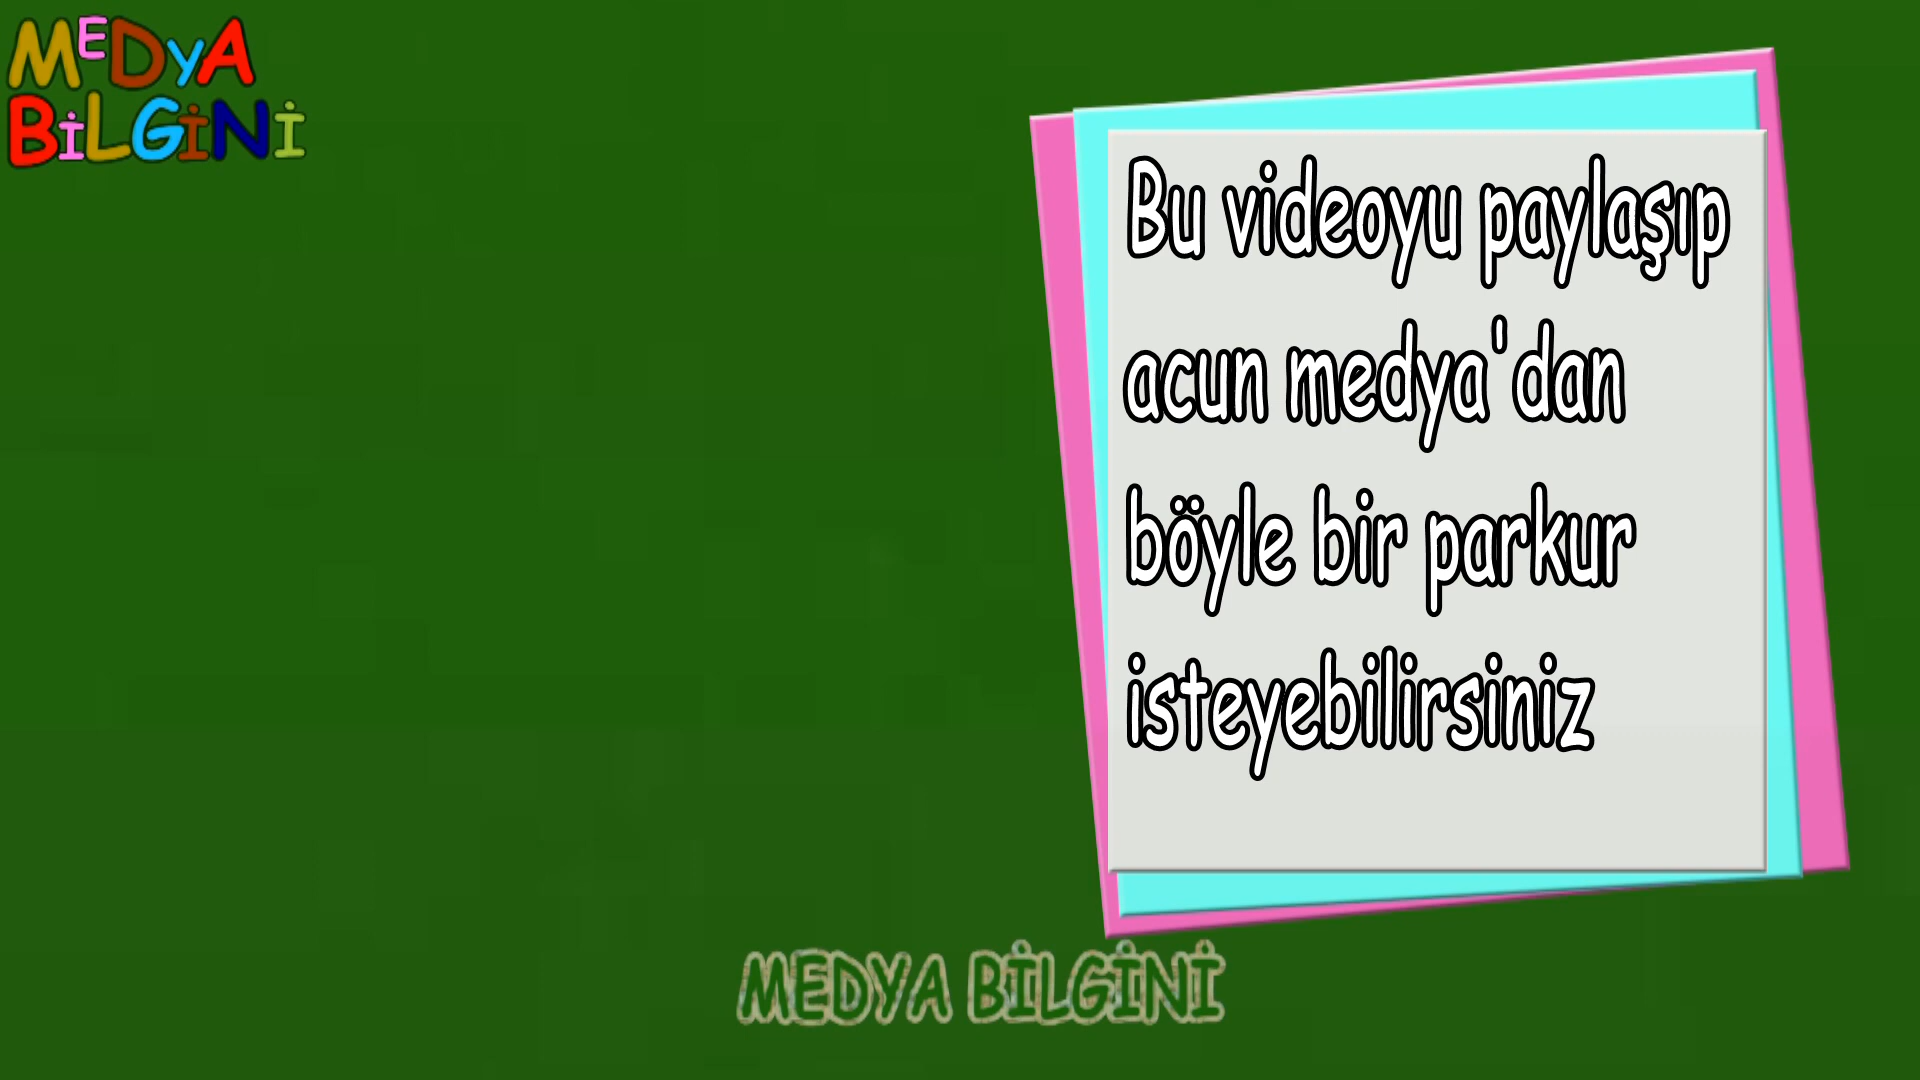 MEDyA
BİLGİNİ
Bu videoyu paylaşıp
acun medya'dan
böyle bir parkur
isteyebilirsiniz
MEDYA BİLGİNİ